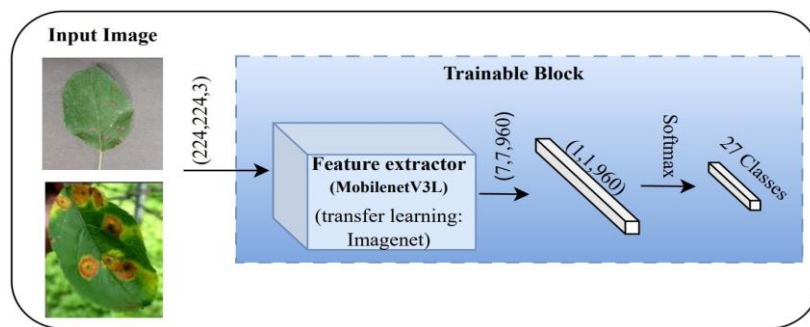 Input Image
Trainable Block
(224,224,3)
Feature extractor
(MobilenetV3L)
(transfer learning:
Imagenet)
(7,7,960)
(1,1,960)
Softmax
27 Classes